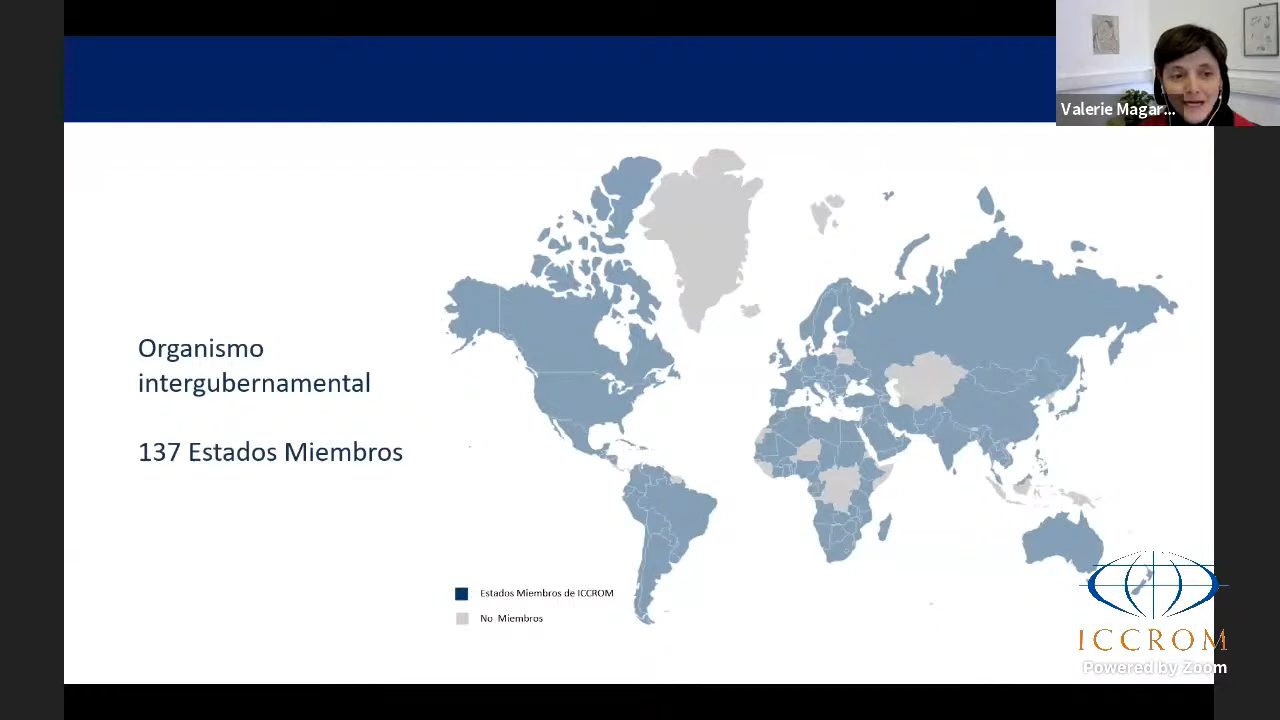 Valerie Magar...
Organismo
intergubernamental
137 Estados Miembros
Estados Miembros de ICCROM
No Miembros
ICCROM
Powered by Zoom